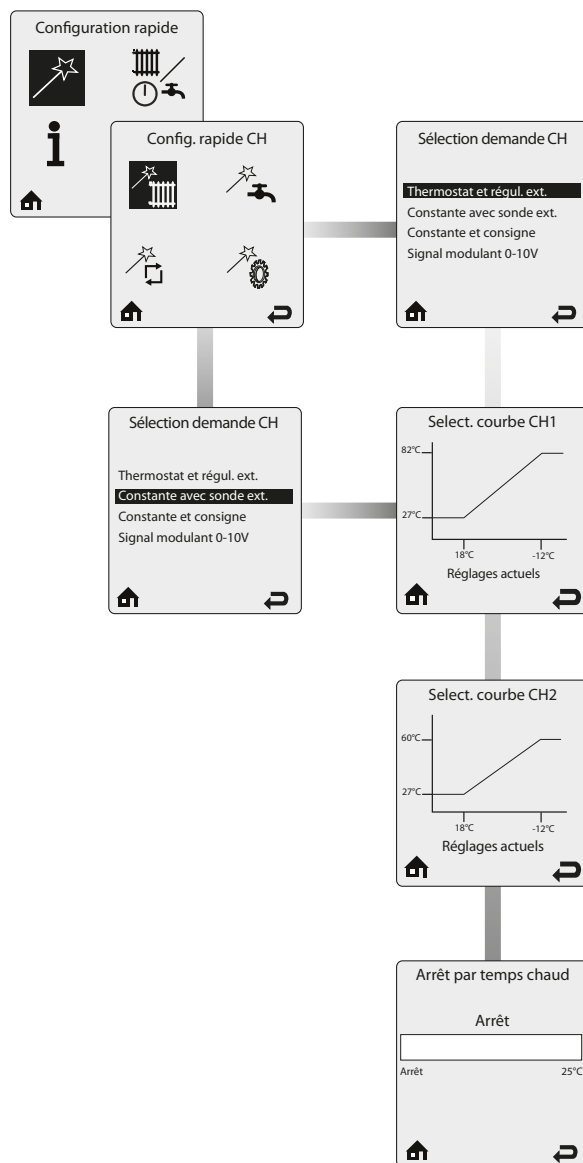 Configuration rapide
Config. rapide CH
Sélection demande CH
Thermostat et régul. ext.
Constante avec sonde ext.
Constante et consigne
Signal modulant 0-10V
Sélection demande CH
Thermostat et régul. ext.
Constante avec sonde ext.
Constante et consigne
Signal modulant 0-10V
Select. courbe CH1
82°C
27°C
18°C -12°C
Réglages actuels
Select. courbe CH2
60°C
27°C
18°C -12°C
Réglages actuels
Arrêt par temps chaud
Arrêt
Arrêt 25°C